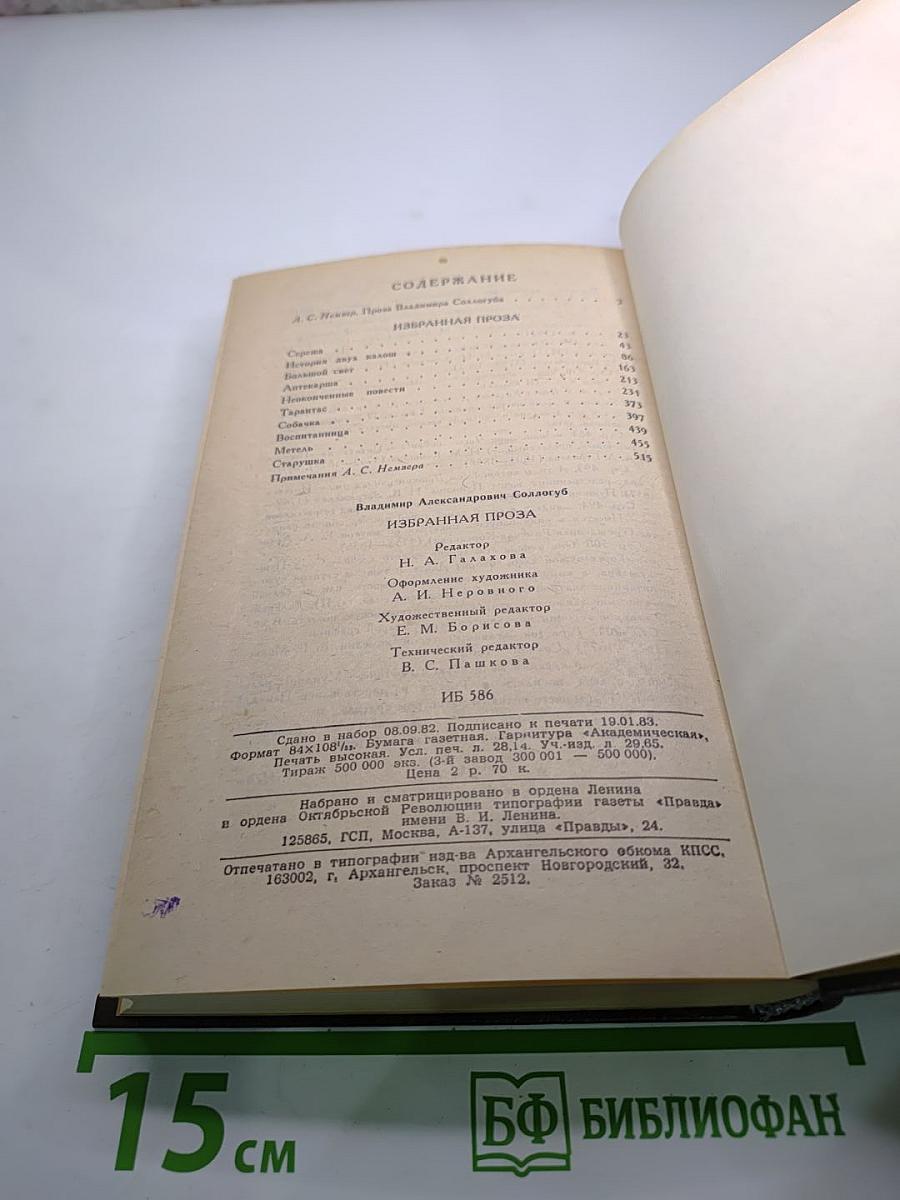 СОДЕРЖАНИЕ
А. С. Немзер. Проза Владимира Соллогуба . . . . . . . 3
ИЗБРАННАЯ ПРОЗА
Сережа . . . . . . . 23
История двух калош . . . . . . . 43
Большой свет . . . . . . . 86
Аптекарша . . . . . . . 163
Неоконченные повести . . . . . . . 213
Тарантас . . . . . . . 231
Собачка . . . . . . . 373
Воспитанница . . . . . . . 397
Метель . . . . . . . 439
Старушка . . . . . . . 455
Примечания А. С. Немзера . . . . . . . 515
Владимир Александрович Соллогуб
ИЗБРАННАЯ ПРОЗА
Редактор
Н. А. Галахова
Оформление художника
А. И. Неровного
Художественный редактор
Е. М. Борисова
Технический редактор
В. С. Пашкова
ИБ 586
Сдано в набор 08.09.82. Подписано к печати 19.01.83.
Формат 84×108¹/₃₂. Бумага газетная. Гарнитура «Академическая».
Печать высокая. Усл. печ. л. 28,14. Уч.-изд. л. 29,65.
Тираж 500 000 экз. (3-й завод 300 001 — 500 000).
Цена 2 р. 70 к.
Набрано и сматрицировано в ордена Ленина
и ордена Октябрьской Революции типографии газеты «Правда»
имени В. И. Ленина.
125865, ГСП, Москва, А-137, улица «Правды», 24.
Отпечатано в типографии изд-ва Архангельского обкома КПСС,
163002, г. Архангельск, проспект Новгородский, 32.
Заказ № 2512.
15 см
БФ БИБЛИОФАН